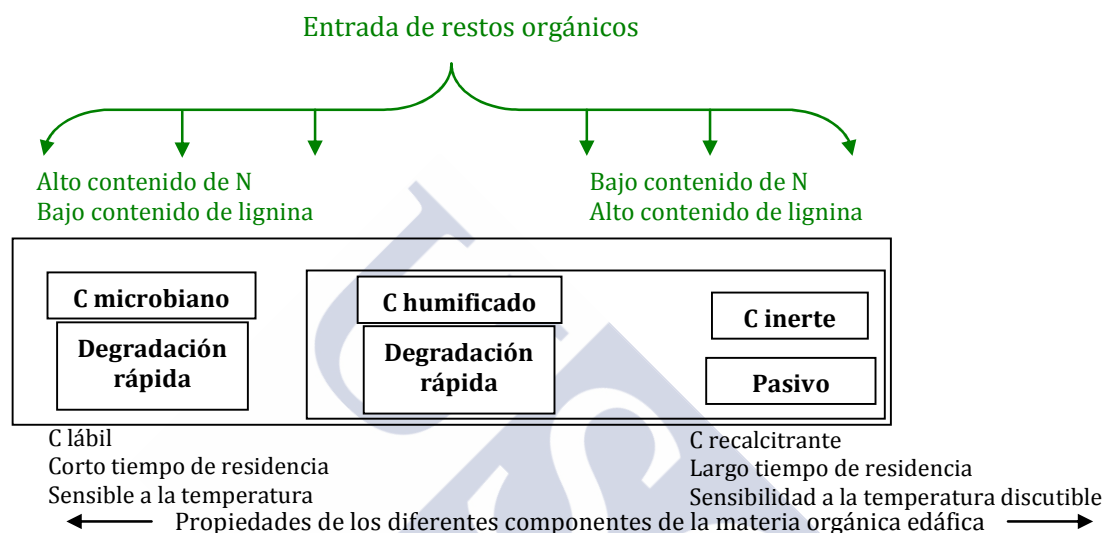 Entrada de restos orgánicos
Alto contenido de N
Bajo contenido de lignina
Bajo contenido de N
Alto contenido de lignina
C microbiano
Degradación
rápida
C humificado
Degradación
rápida
C inerte
Pasivo
C lábil
Corto tiempo de residencia
Sensible a la temperatura
C recalcitrante
Largo tiempo de residencia
Sensibilidad a la temperatura discutible
Propiedades de los diferentes componentes de la materia orgánica edáfica